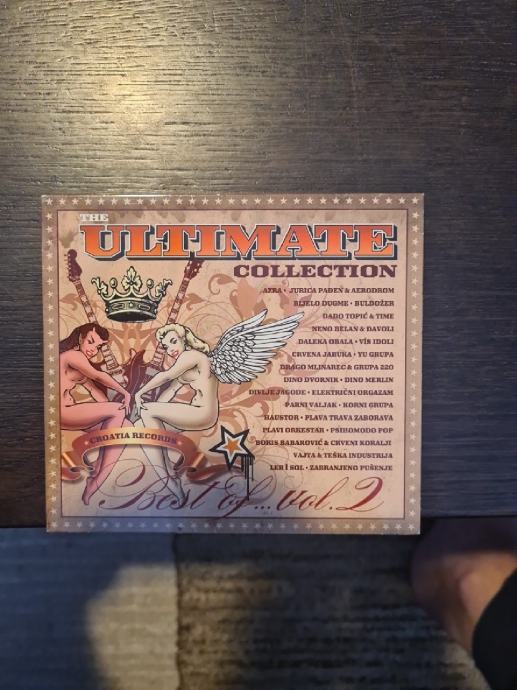 THE
ULTIMATE
COLLECTION
AZRA • JURICA PAĐEN & AERODROM
BIJELO DUGME • BULDOŽER
DADO TOPIĆ & TIME
NENO BELAN & ĐAVOLI
DALEKA OBALA • VIS IDOLI
CRVENA JABUKA • YU GRUPA
DRAGO MLINAREC & GRUPA 220
DINO DVORNIK • DINO MERLIN
DIVLJE JAGODE • ELEKTRIČNI ORGAZAM
PARNI VALJAK • KORNI GRUPA
HAUSTOR • PLAVA TRAVA ZABORAVA
PLAVI ORKESTAR • PSIHOMODO POP
CROATIA RECORDS
BORIS BABAROVIĆ & CRVENI KORALJI
VAJTA & TEŠKA INDUSTRIJA
LEB I SOL • ZABRANJENO PUŠENJE
Best of... vol. 2